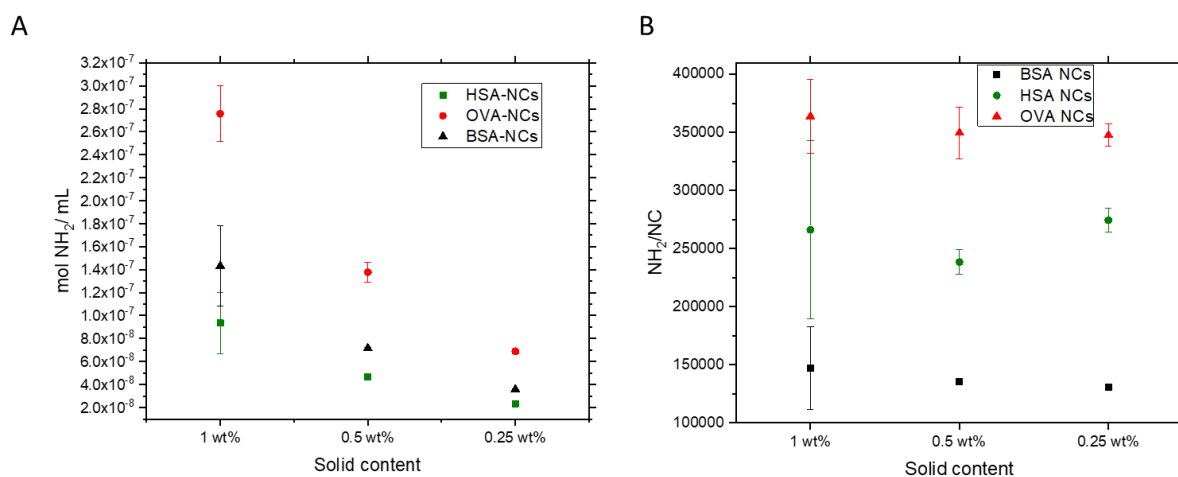 A
3.2x10⁻⁷
3.0x10⁻⁷
2.8x10⁻⁷
2.6x10⁻⁷
2.4x10⁻⁷
2.2x10⁻⁷
2.0x10⁻⁷
1.8x10⁻⁷
1.6x10⁻⁷
1.4x10⁻⁷
1.2x10⁻⁷
1.0x10⁻⁷
8.0x10⁻⁸
6.0x10⁻⁸
4.0x10⁻⁸
2.0x10⁻⁸
mol NH₂/ mL
HSA-NCs
OVA-NCs
BSA-NCs
1 wt%
0.5 wt%
0.25 wt%
Solid content
B
400000
350000
300000
250000
200000
150000
100000
NH₂/NC
BSA NCs
HSA NCs
OVA NCs
1 wt%
0.5 wt%
0.25 wt%
Solid content